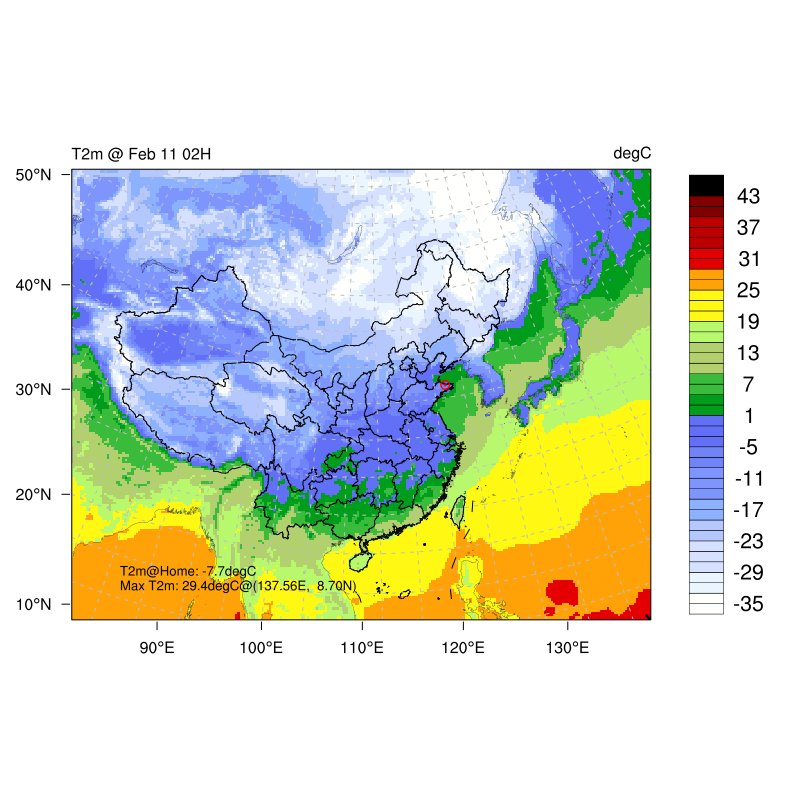 T2m @ Feb 11 02H
degC
50°N
40°N
30°N
20°N
10°N
90°E
100°E
110°E
120°E
130°E
T2m@Home: -7.7degC
Max T2m: 29.4degC@(137.56E, 8.70N)
43
37
31
25
19
13
7
1
-5
-11
-17
-23
-29
-35